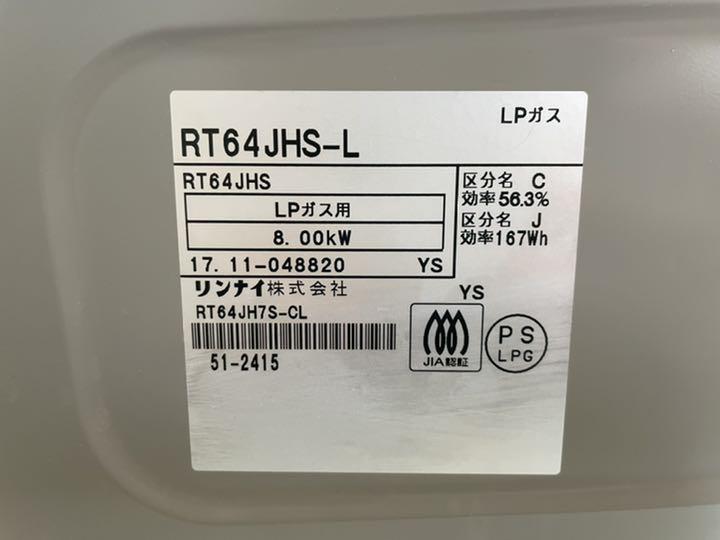 LPガス
RT64JHS-L
RT64JHS
LPガス用
8.00kW
17.11-048820 YS
区分名 C
効率56.3%
区分名 J
効率167Wh
リンナイ株式会社
YS
RT64JH7S-CL
51-2415
JIA認証
PS
LPG